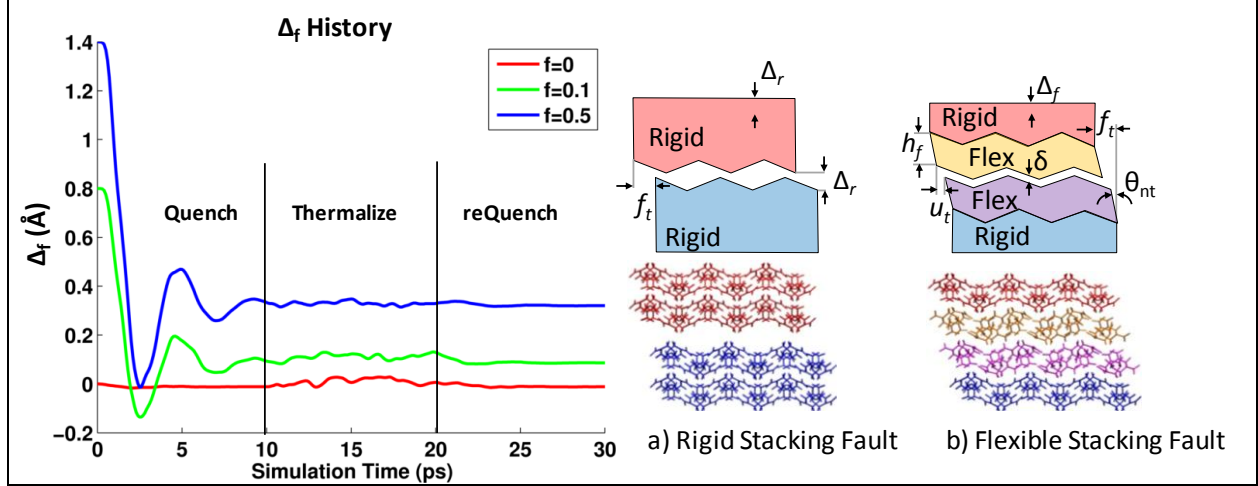 Δf History
f=0
f=0.1
f=0.5
Quench
Thermalize
reQuench
1.4
1.2
1
0.8
0.6
0.4
0.2
0
-0.2
Δf (Å)
0
5
10
15
20
25
30
Simulation Time (ps)
Δr
Rigid
Δr
ft
Rigid
a) Rigid Stacking Fault
Δf
Rigid
ft
hf
Flex
δ
Flex
θnt
ut
Rigid
b) Flexible Stacking Fault